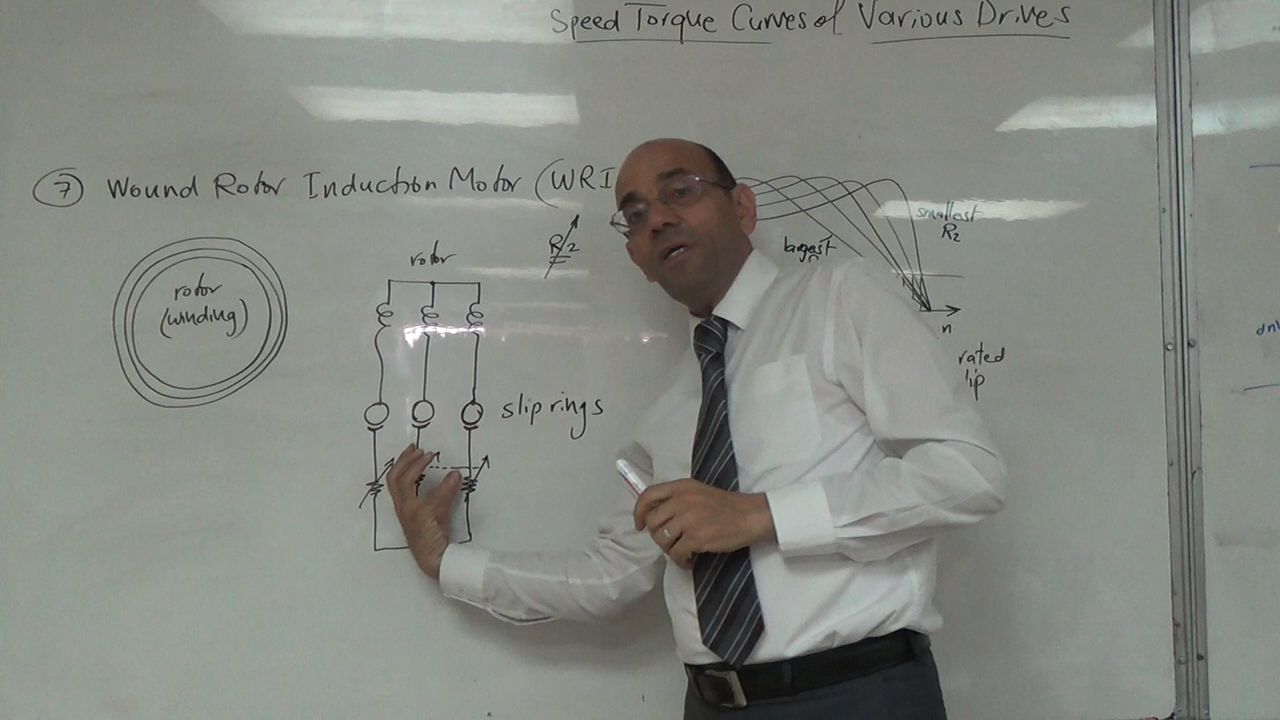 Speed Torque Curves of Various Drives
7 Wound Rotor Induction Motor (WRI
rotor
(winding)
rotor
R2
slip rings
largest
smallest
R2
n
rated
slip